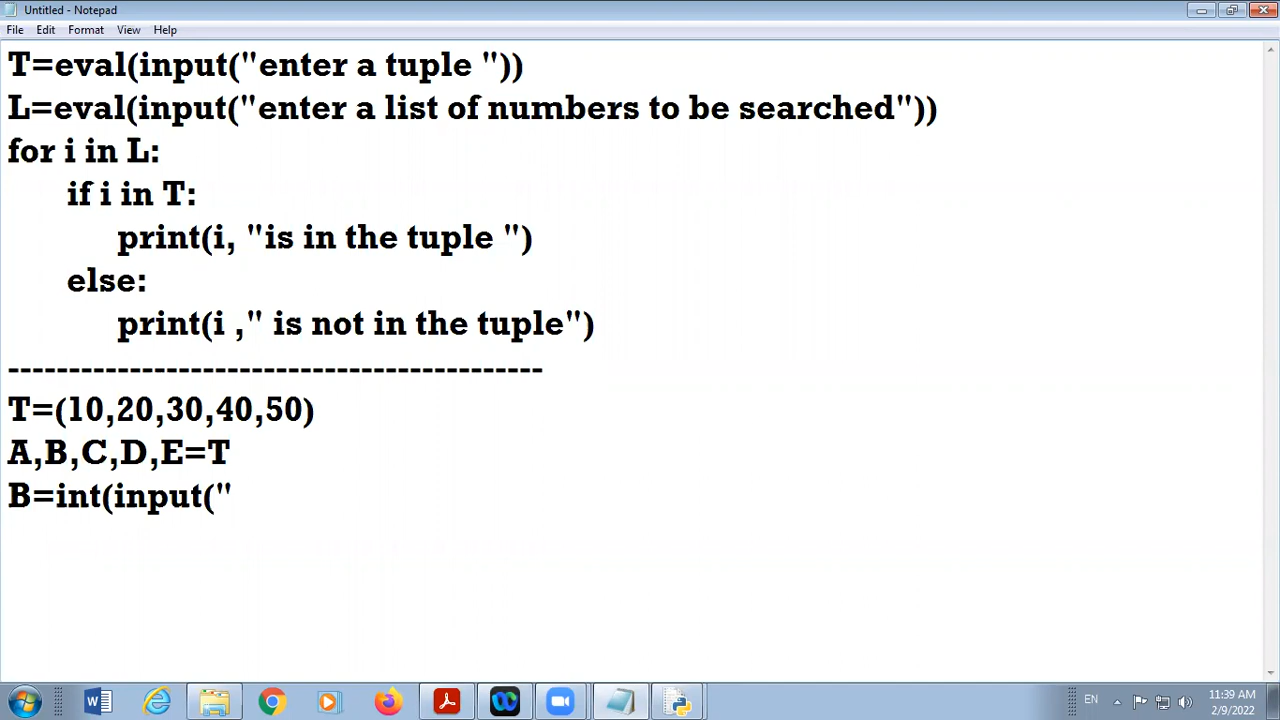 Untitled - Notepad
File Edit Format View Help
T=eval(input("enter a tuple "))
L=eval(input("enter a list of numbers to be searched"))
for i in L:
if i in T:
print(i, "is in the tuple ")
else:
print(i ," is not in the tuple")
--------------------------------------------
T=(10,20,30,40,50)
A,B,C,D,E=T
B=int(input("
EN
11:39 AM
2/9/2022